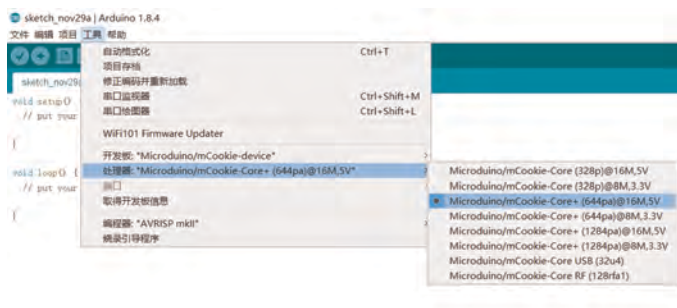 sketch_nov29a | Arduino 1.8.4
文件 编辑 项目 工具 帮助
自动格式化 Ctrl+T
项目存档
修正编码并重新加载
串口监视器 Ctrl+Shift+M
串口绘图器 Ctrl+Shift+L
WiFi101 Firmware Updater
开发板: "Microduino/mCookie-device"
处理器: "Microduino/mCookie-Core+ (644pa)@16M,5V"
端口
取得开发板信息
编程器: "AVRISP mkII"
烧录引导程序
sketch_nov29a
void setup() {
// put your
}
void loop() {
// put your
}
Microduino/mCookie-Core (328p)@16M,5V
Microduino/mCookie-Core (328p)@8M,3.3V
Microduino/mCookie-Core+ (644pa)@16M,5V
Microduino/mCookie-Core+ (644pa)@8M,3.3V
Microduino/mCookie-Core+ (1284pa)@16M,5V
Microduino/mCookie-Core+ (1284pa)@8M,3.3V
Microduino/mCookie-Core USB (32u4)
Microduino/mCookie-Core RF (128rfa1)